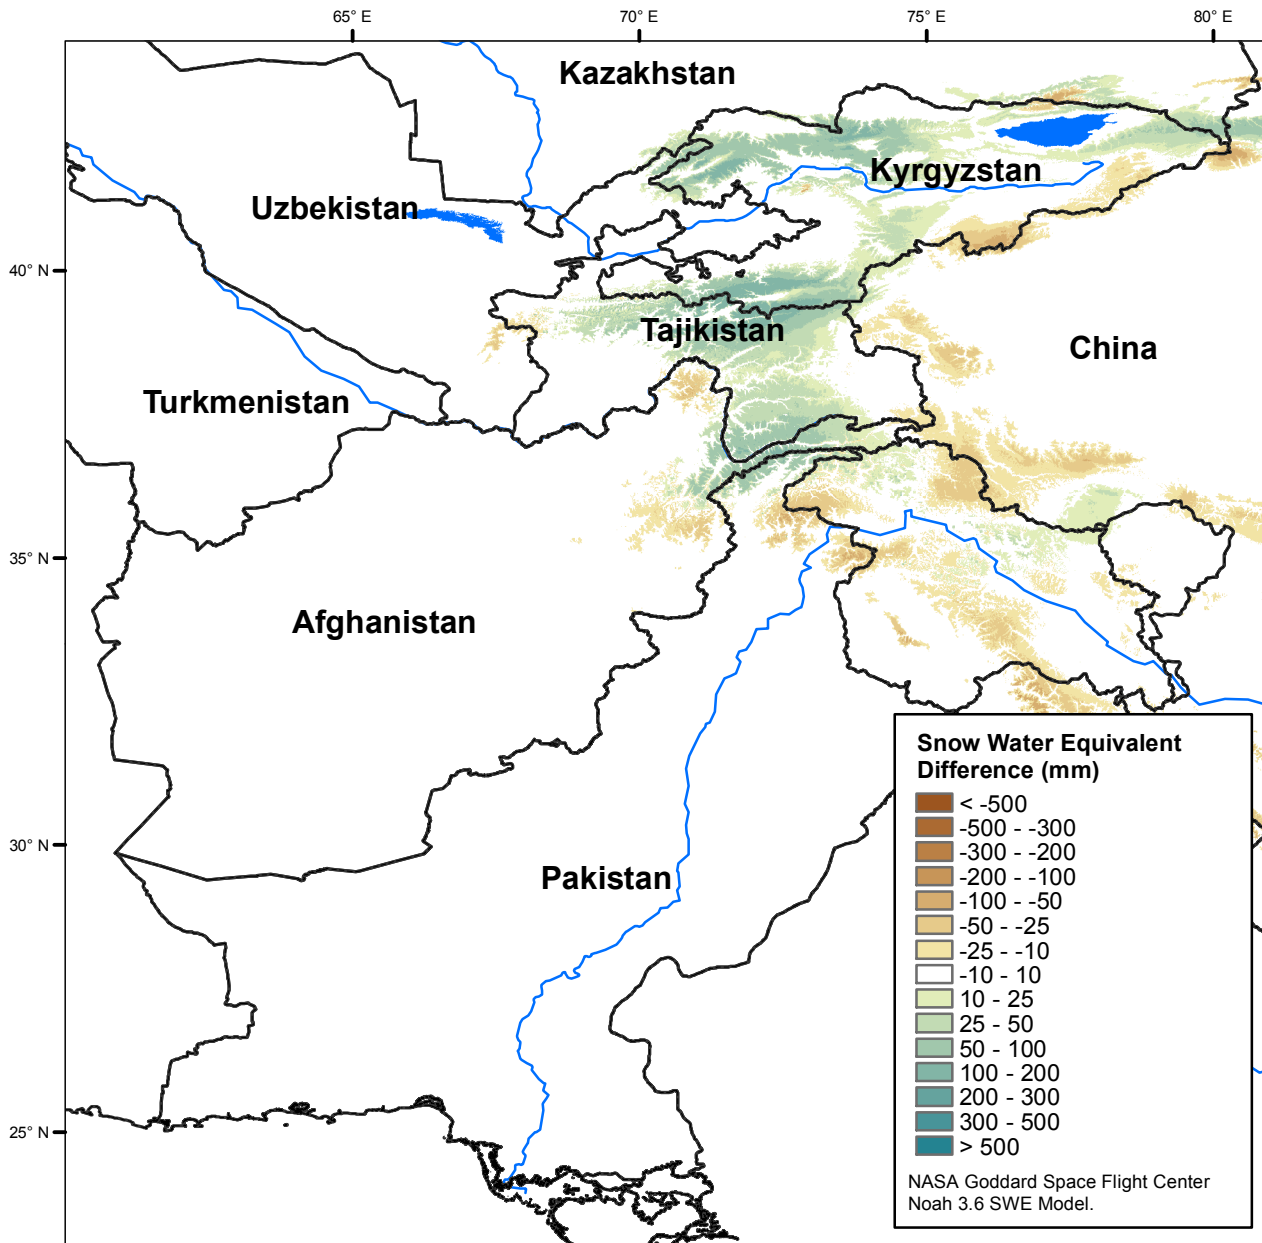 65° E
70° E
75° E
80° E
Kazakhstan
Kyrgyzstan
Uzbekistan
40° N
Tajikistan
China
Turkmenistan
35° N
Afghanistan
30° N
Pakistan
25° N
Snow Water Equivalent
Difference (mm)
< -500
-500 - -300
-300 - -200
-200 - -100
-100 - -50
-50 - -25
-25 - -10
-10 - 10
10 - 25
25 - 50
50 - 100
100 - 200
200 - 300
300 - 500
> 500
NASA Goddard Space Flight Center
Noah 3.6 SWE Model.